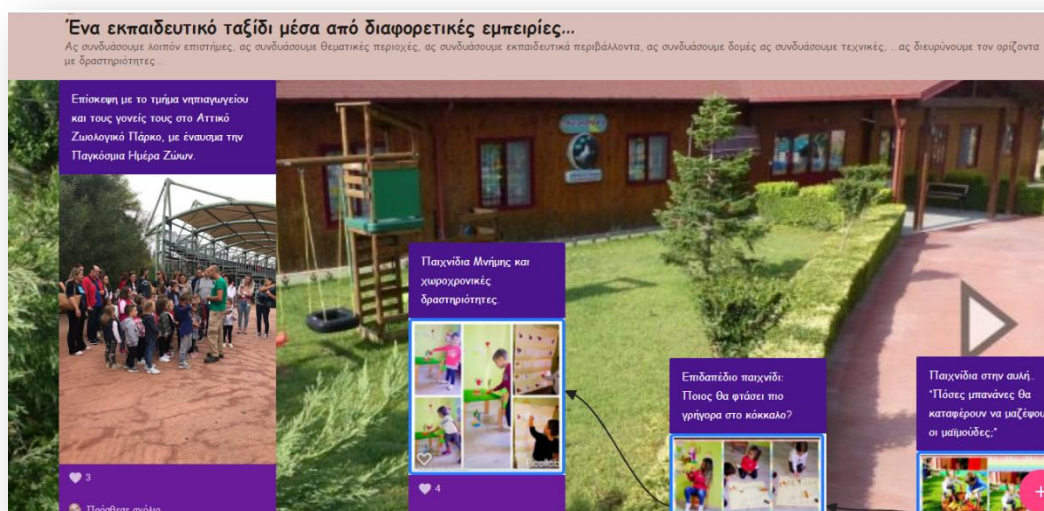 Ένα εκπαιδευτικό ταξίδι μέσα από διαφορετικές εμπειρίες...
Ας συνδυάσουμε λοιπόν επιστήμες, ας συνδυάσουμε θεματικές περιοχές, ας συνδυάσουμε εκπαιδευτικά περιβάλλοντα, ας συνδυάσουμε δομές ας συνδυάσουμε τεχνικές, ...ας διευρύνουμε τον ορίζοντα
με δραστηριότητες...
Επίσκεψη με το τμήμα νηπιαγωγείου
και τους γονείς τους στο Αττικό
Ζωολογικό Πάρκο, με έναυσμα την
Παγκόσμια Ημέρα Ζώων.
3
Πρόσθεσε σχόλιο
Παιχνίδια Μνήμης και
χωροχρονικές
δραστηριότητες.
4
Επιδαπέδιο παιχνίδι:
Ποιος θα φτάσει πιο
γρήγορα στο κόκκαλο?
Παιχνίδια στην αυλή..
"Πόσες μπανάνες θα
καταφέρουν να μαζέψου
οι μαϊμούδες;"